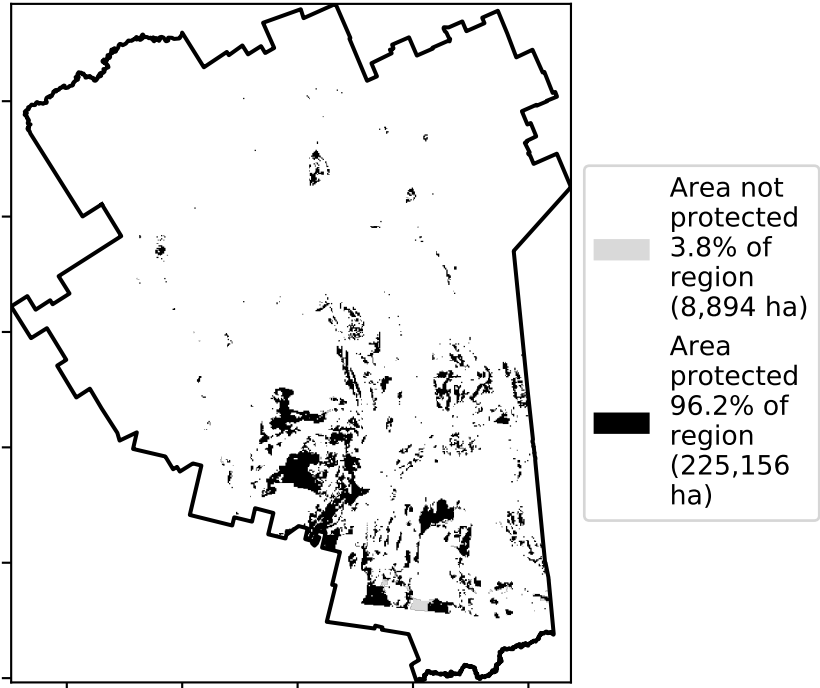 Area not
protected
3.8% of
region
(8,894 ha)
Area
protected
96.2% of
region
(225,156
ha)